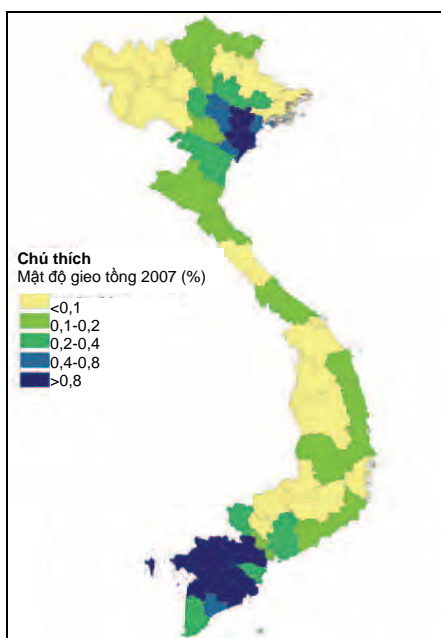 Chú thích
Mật độ gieo tồng 2007 (%)
<0,1
0,1-0,2
0,2-0,4
0,4-0,8
>0,8